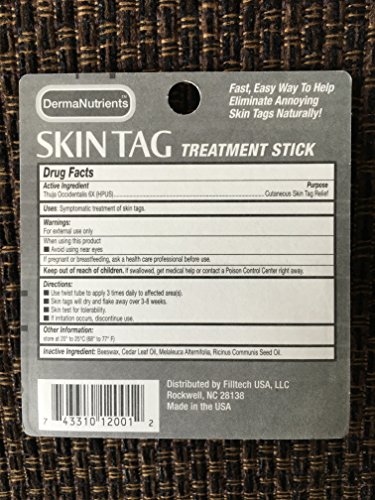 DermaNutrients™
Fast, Easy Way To Help
Eliminate Annoying
Skin Tags Naturally!
SKIN TAG TREATMENT STICK
Drug Facts
Active Ingredient Purpose
Thuja Occidentalis 6X (HPUS) Cutaneous Skin Tag Relief
Uses: Symptomatic treatment of skin tags.
Warnings:
For external use only
When using this product
■ Avoid using near eyes
If pregnant or breastfeeding, ask a health care professional before use.
Keep out of reach of children. If swallowed, get medical help or contact a Poison Control Center right away.
Directions:
■ Use twist tube to apply 3 times daily to affected area(s).
■ Skin tags will dry and flake away over 3-8 weeks.
■ Skin test for tolerability.
■ If irritation occurs, discontinue use.
Other Information:
store at 20° to 25°C (68° to 77° F)
Inactive Ingredient: Beeswax, Cedar Leaf Oil, Melaleuca Alternifolia, Ricinus Communis Seed Oil.
7 43310 12001 2
Distributed by Filltech USA, LLC
Rockwell, NC 28138
Made in the USA